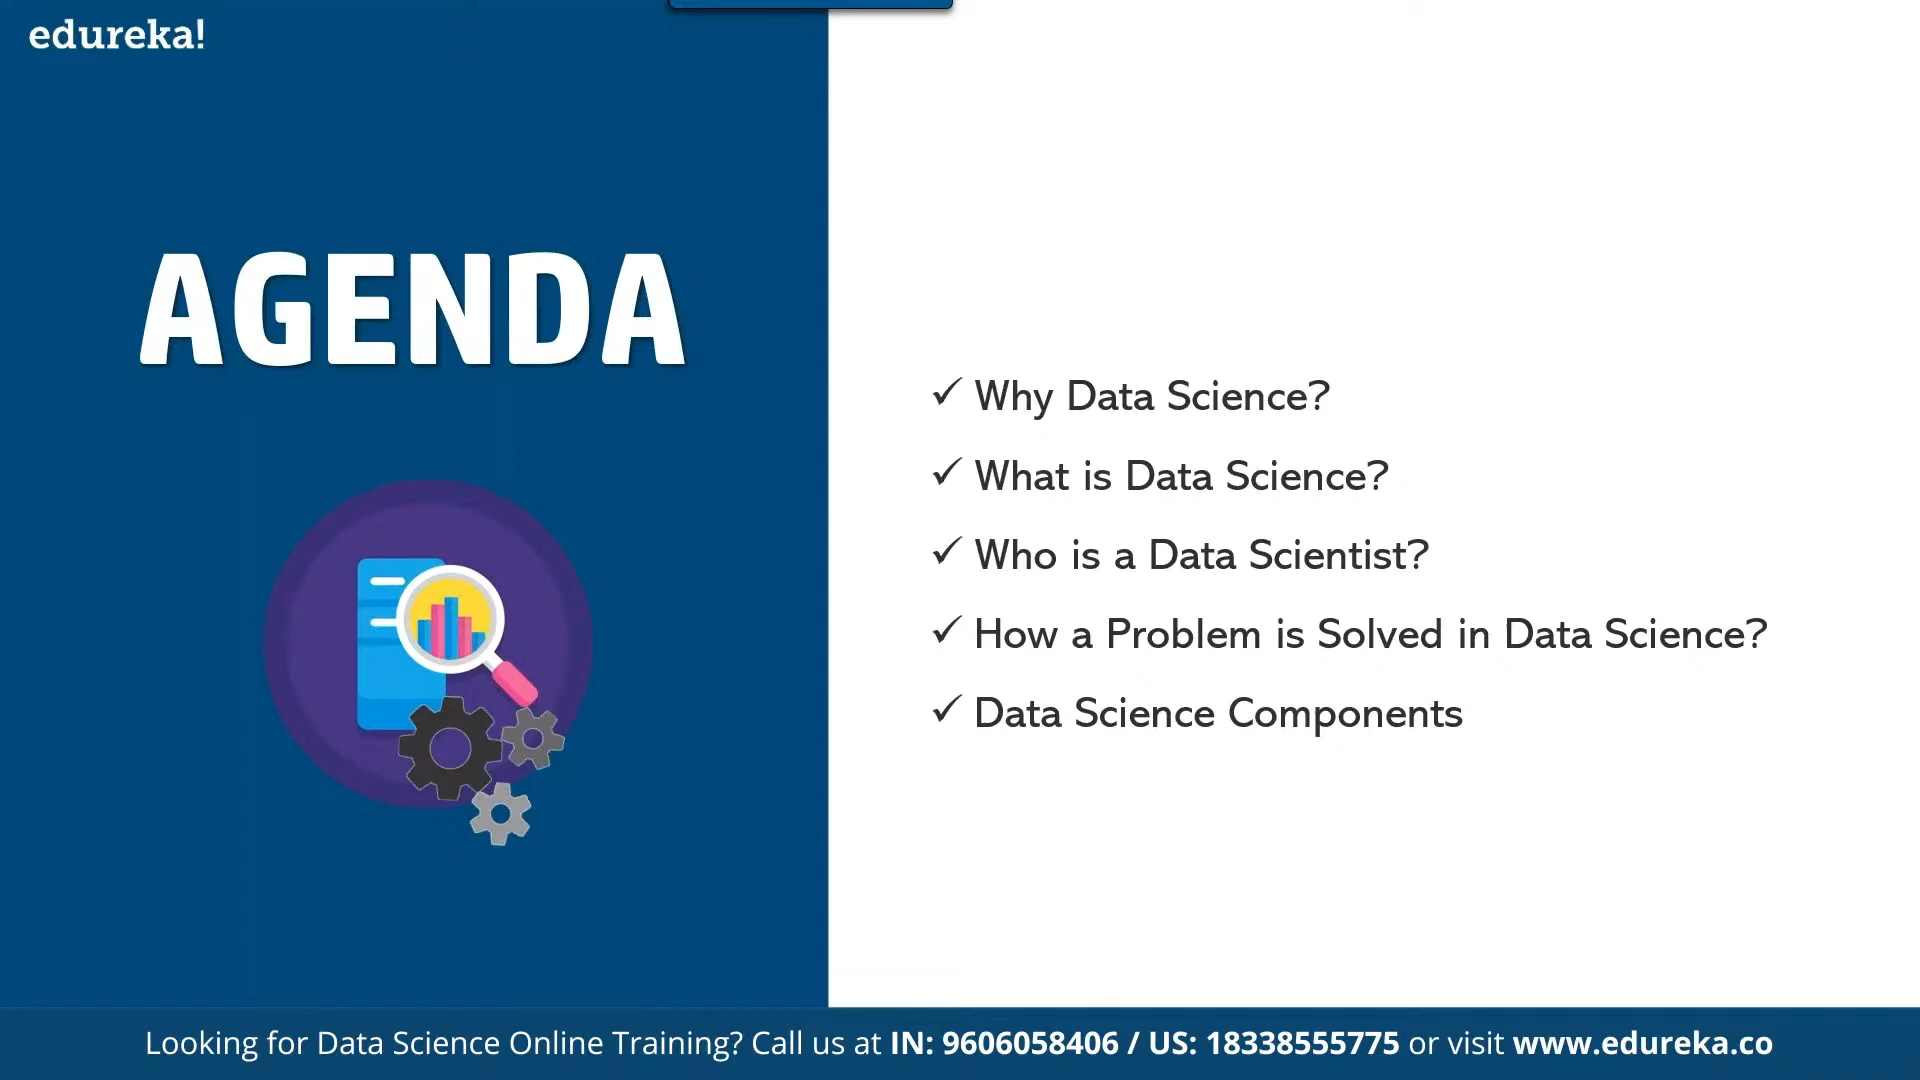 edureka!
AGENDA
✓ Why Data Science?
✓ What is Data Science?
✓ Who is a Data Scientist?
✓ How a Problem is Solved in Data Science?
✓ Data Science Components
Looking for Data Science Online Training? Call us at IN: 9606058406 / US: 18338555775 or visit www.edureka.co